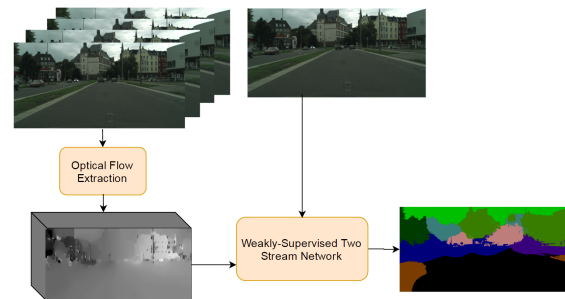 Optical Flow
Extraction
Weakly-Supervised Two
Stream Network